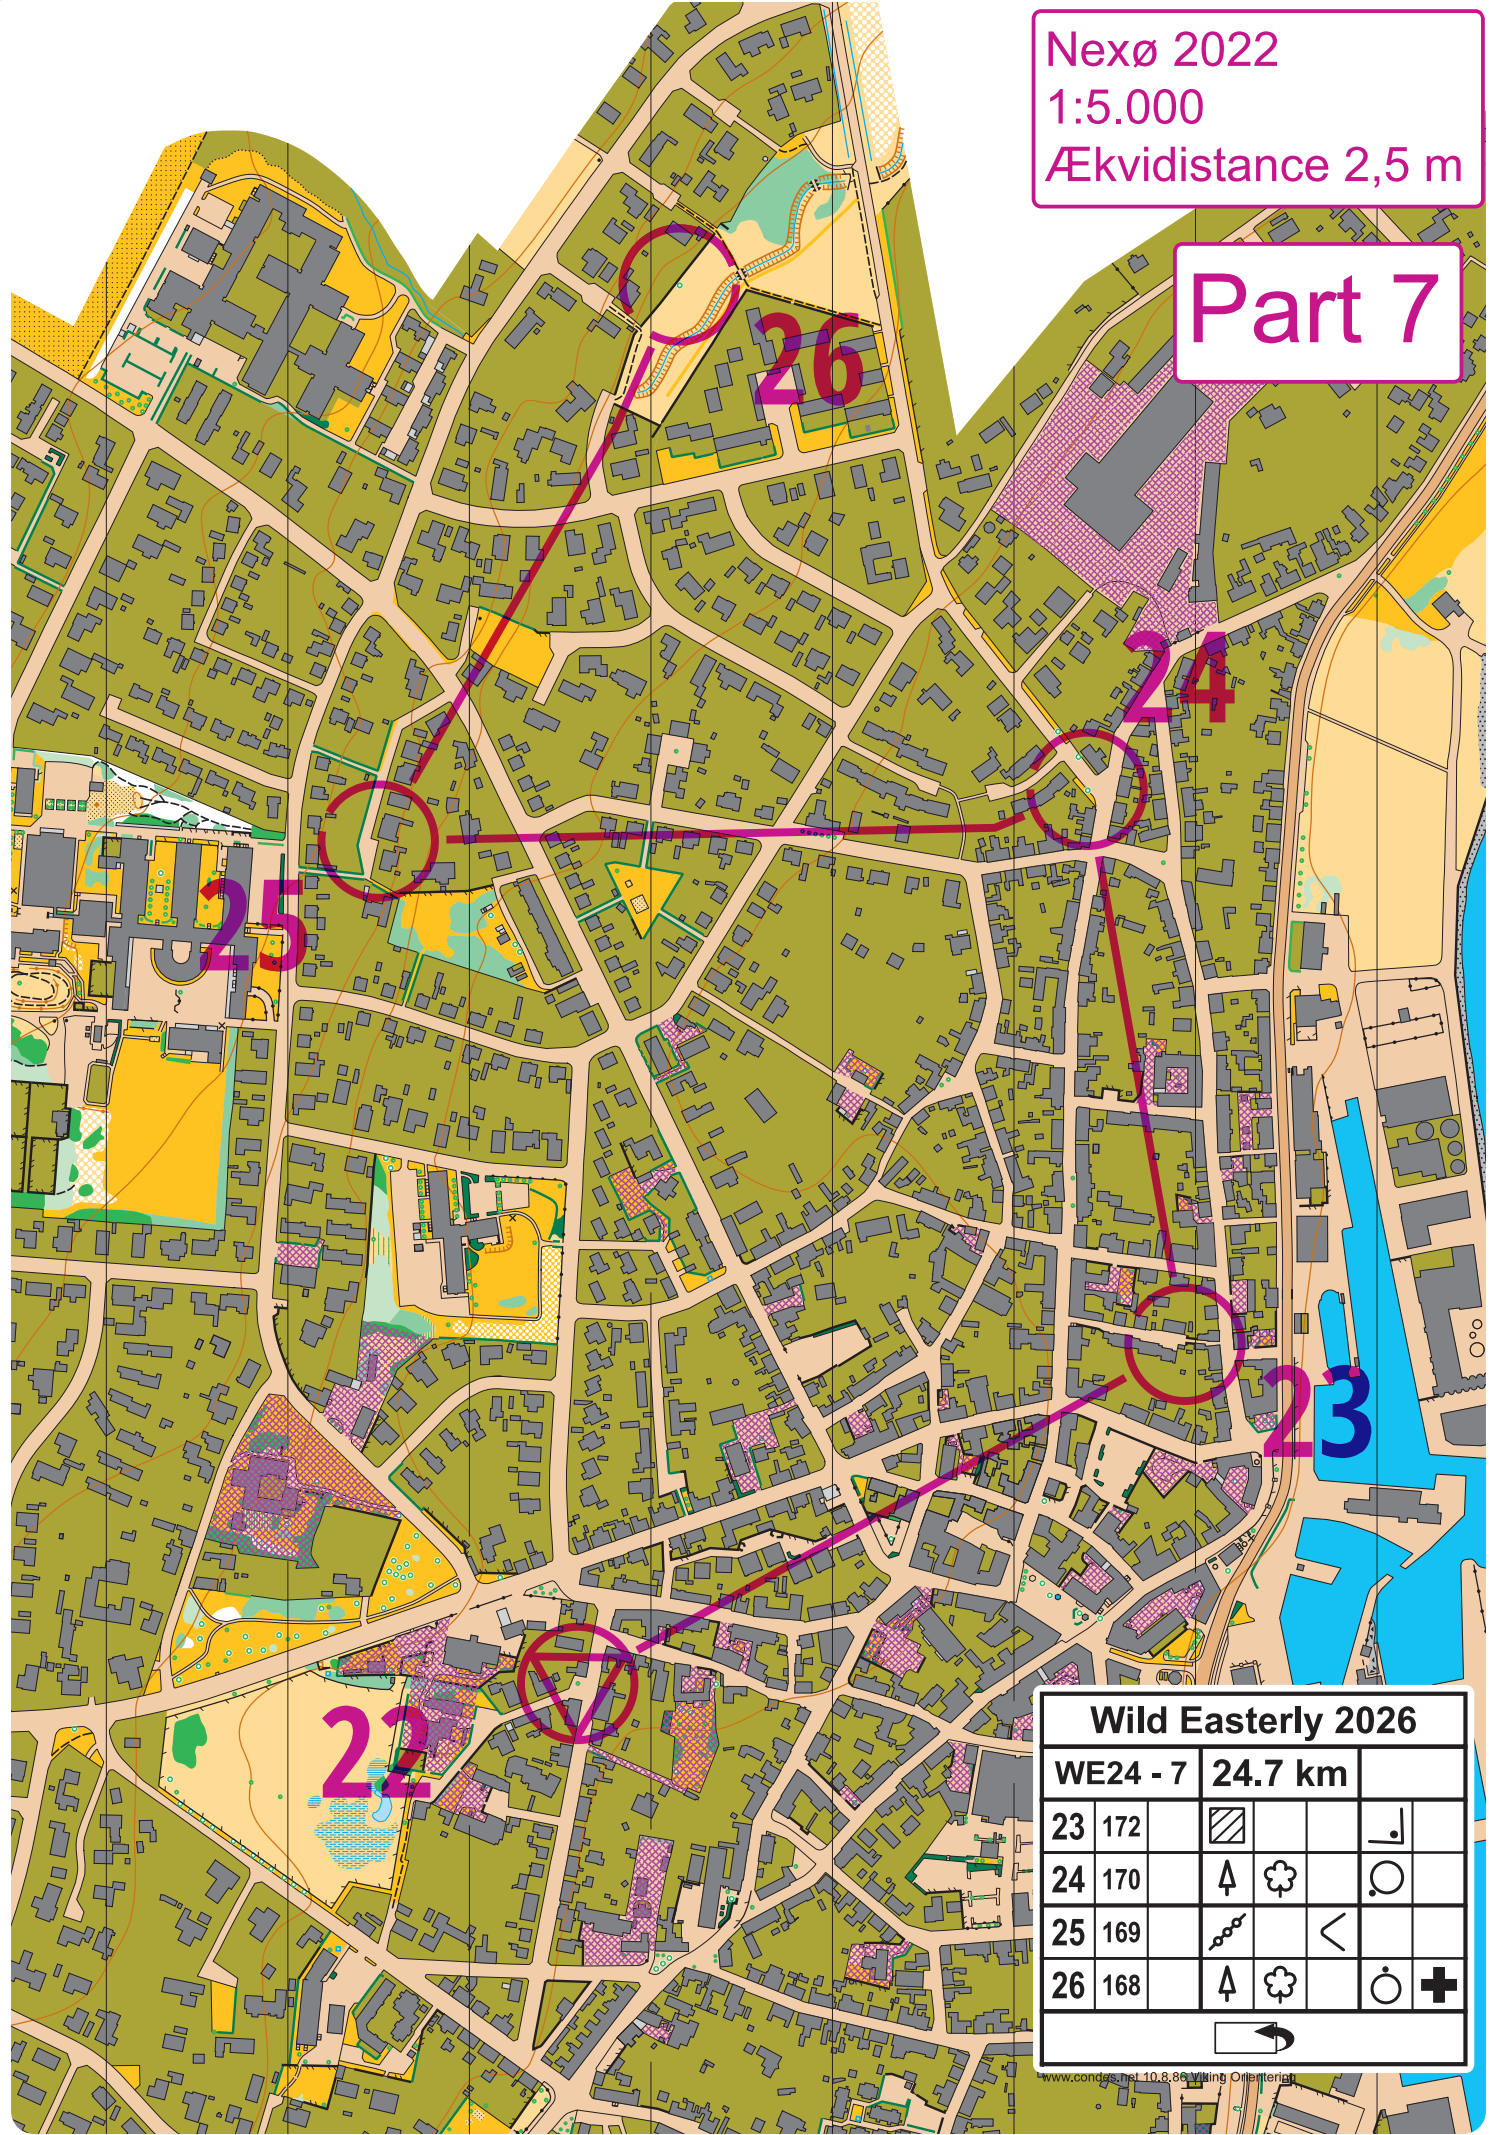 Nexø 2022
1:5.000
Ækvidistance 2,5 m
Part 7
26
24
25
23
22
Wild Easterly 2026
WE24 - 7 24.7 km
23 172
24 170
25 169
26 168
www.condes.net 10.8.86 Viking Orientering